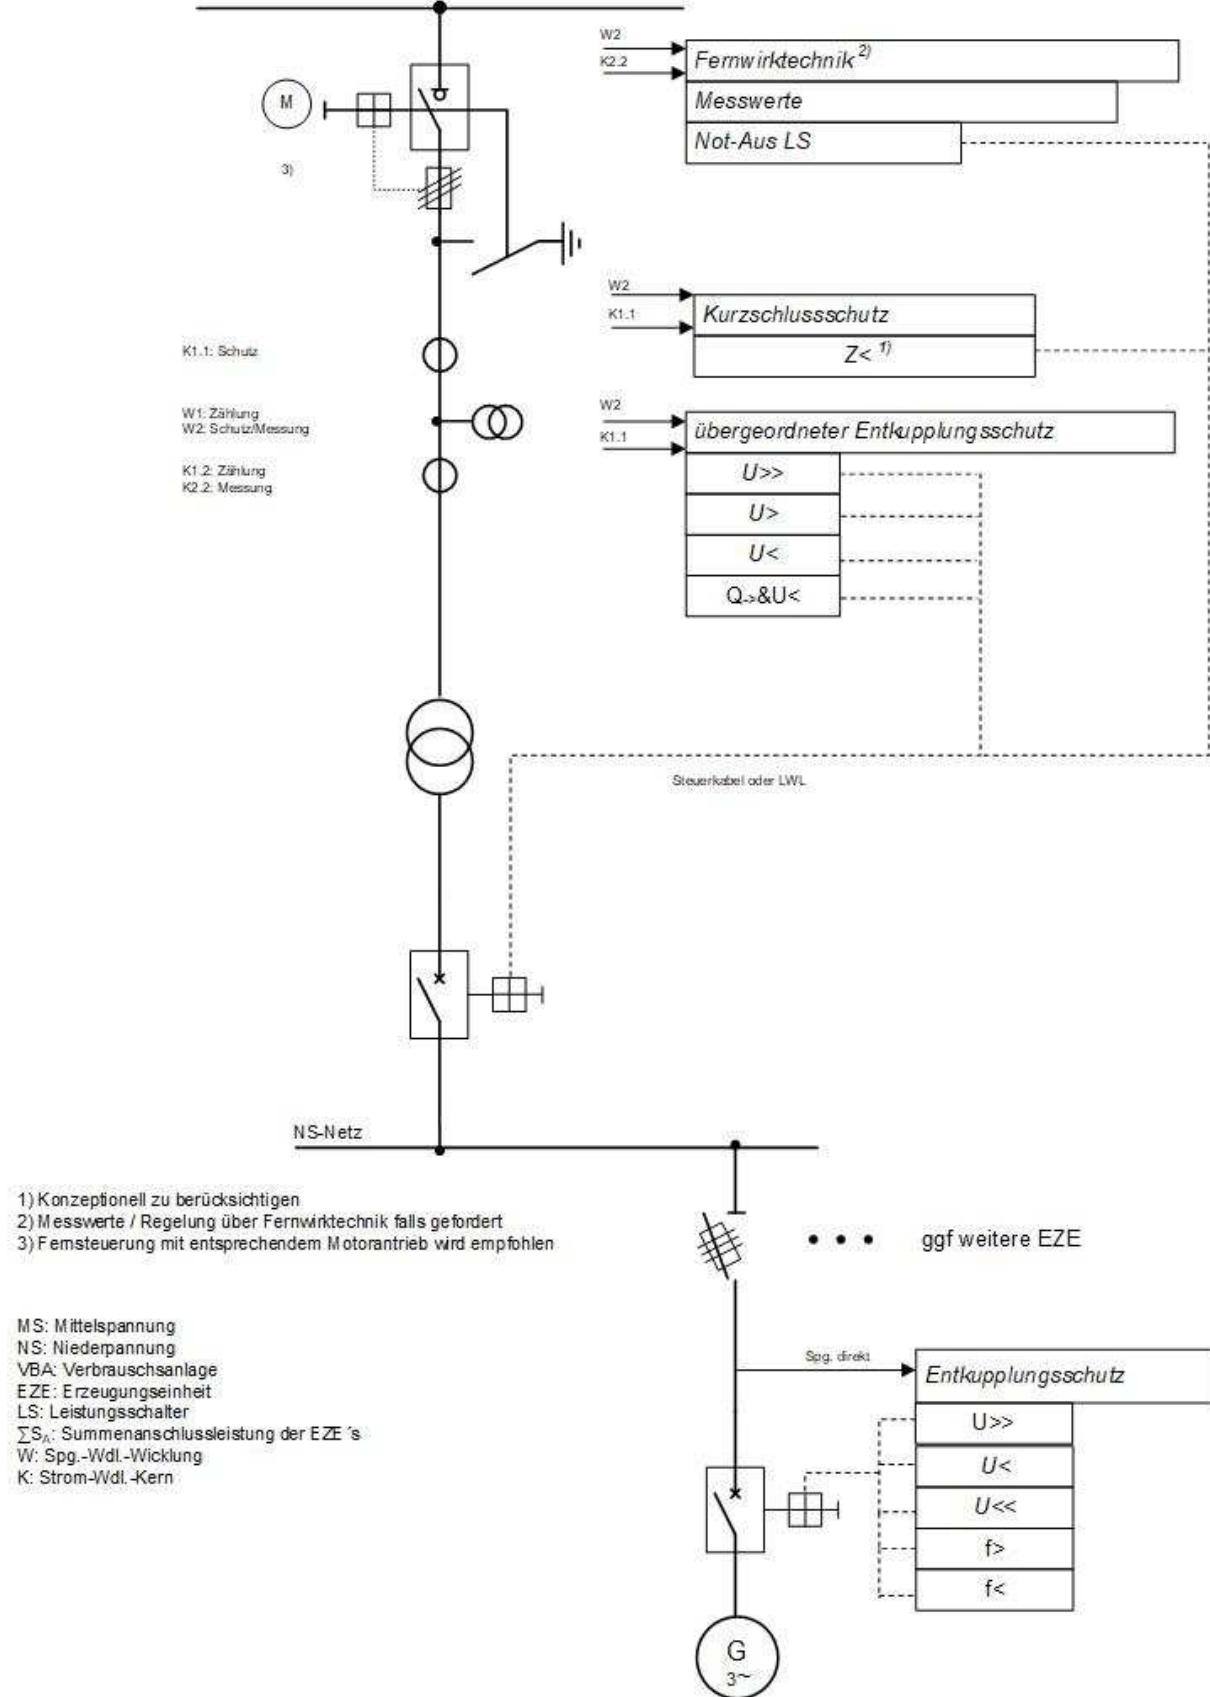 W2
K2.2
Fernwirktechnik 2)
Messwerte
Not-Aus LS
M
3)
W2
K1.1
Kurzschlussschutz
Z< 1)
K1.1: Schutz
W1: Zählung
W2: Schutz/Messung
K1.2: Zählung
K2.2: Messung
W2
K1.1
übergeordneter Entkupplungsschutz
U>>
U>
U<
Q->&U<
Steuerkabel oder LWL
NS-Netz
1) Konzeptionell zu berücksichtigen
2) Messwerte / Regelung über Fernwirktechnik falls gefordert
3) Fernsteuerung mit entsprechendem Motorantrieb wird empfohlen
ggf weitere EZE
MS: Mittelspannung
NS: Niederpannung
VBA: Verbrauschsanlage
EZE: Erzeugungseinheit
LS: Leistungsschalter
∑SA: Summenanschlussleistung der EZE ´s
W: Spg.-Wdl.-Wicklung
K: Strom-Wdl.-Kern
Spg. direkt
Entkupplungsschutz
U>>
U<
U<<
f>
f<
G
3~